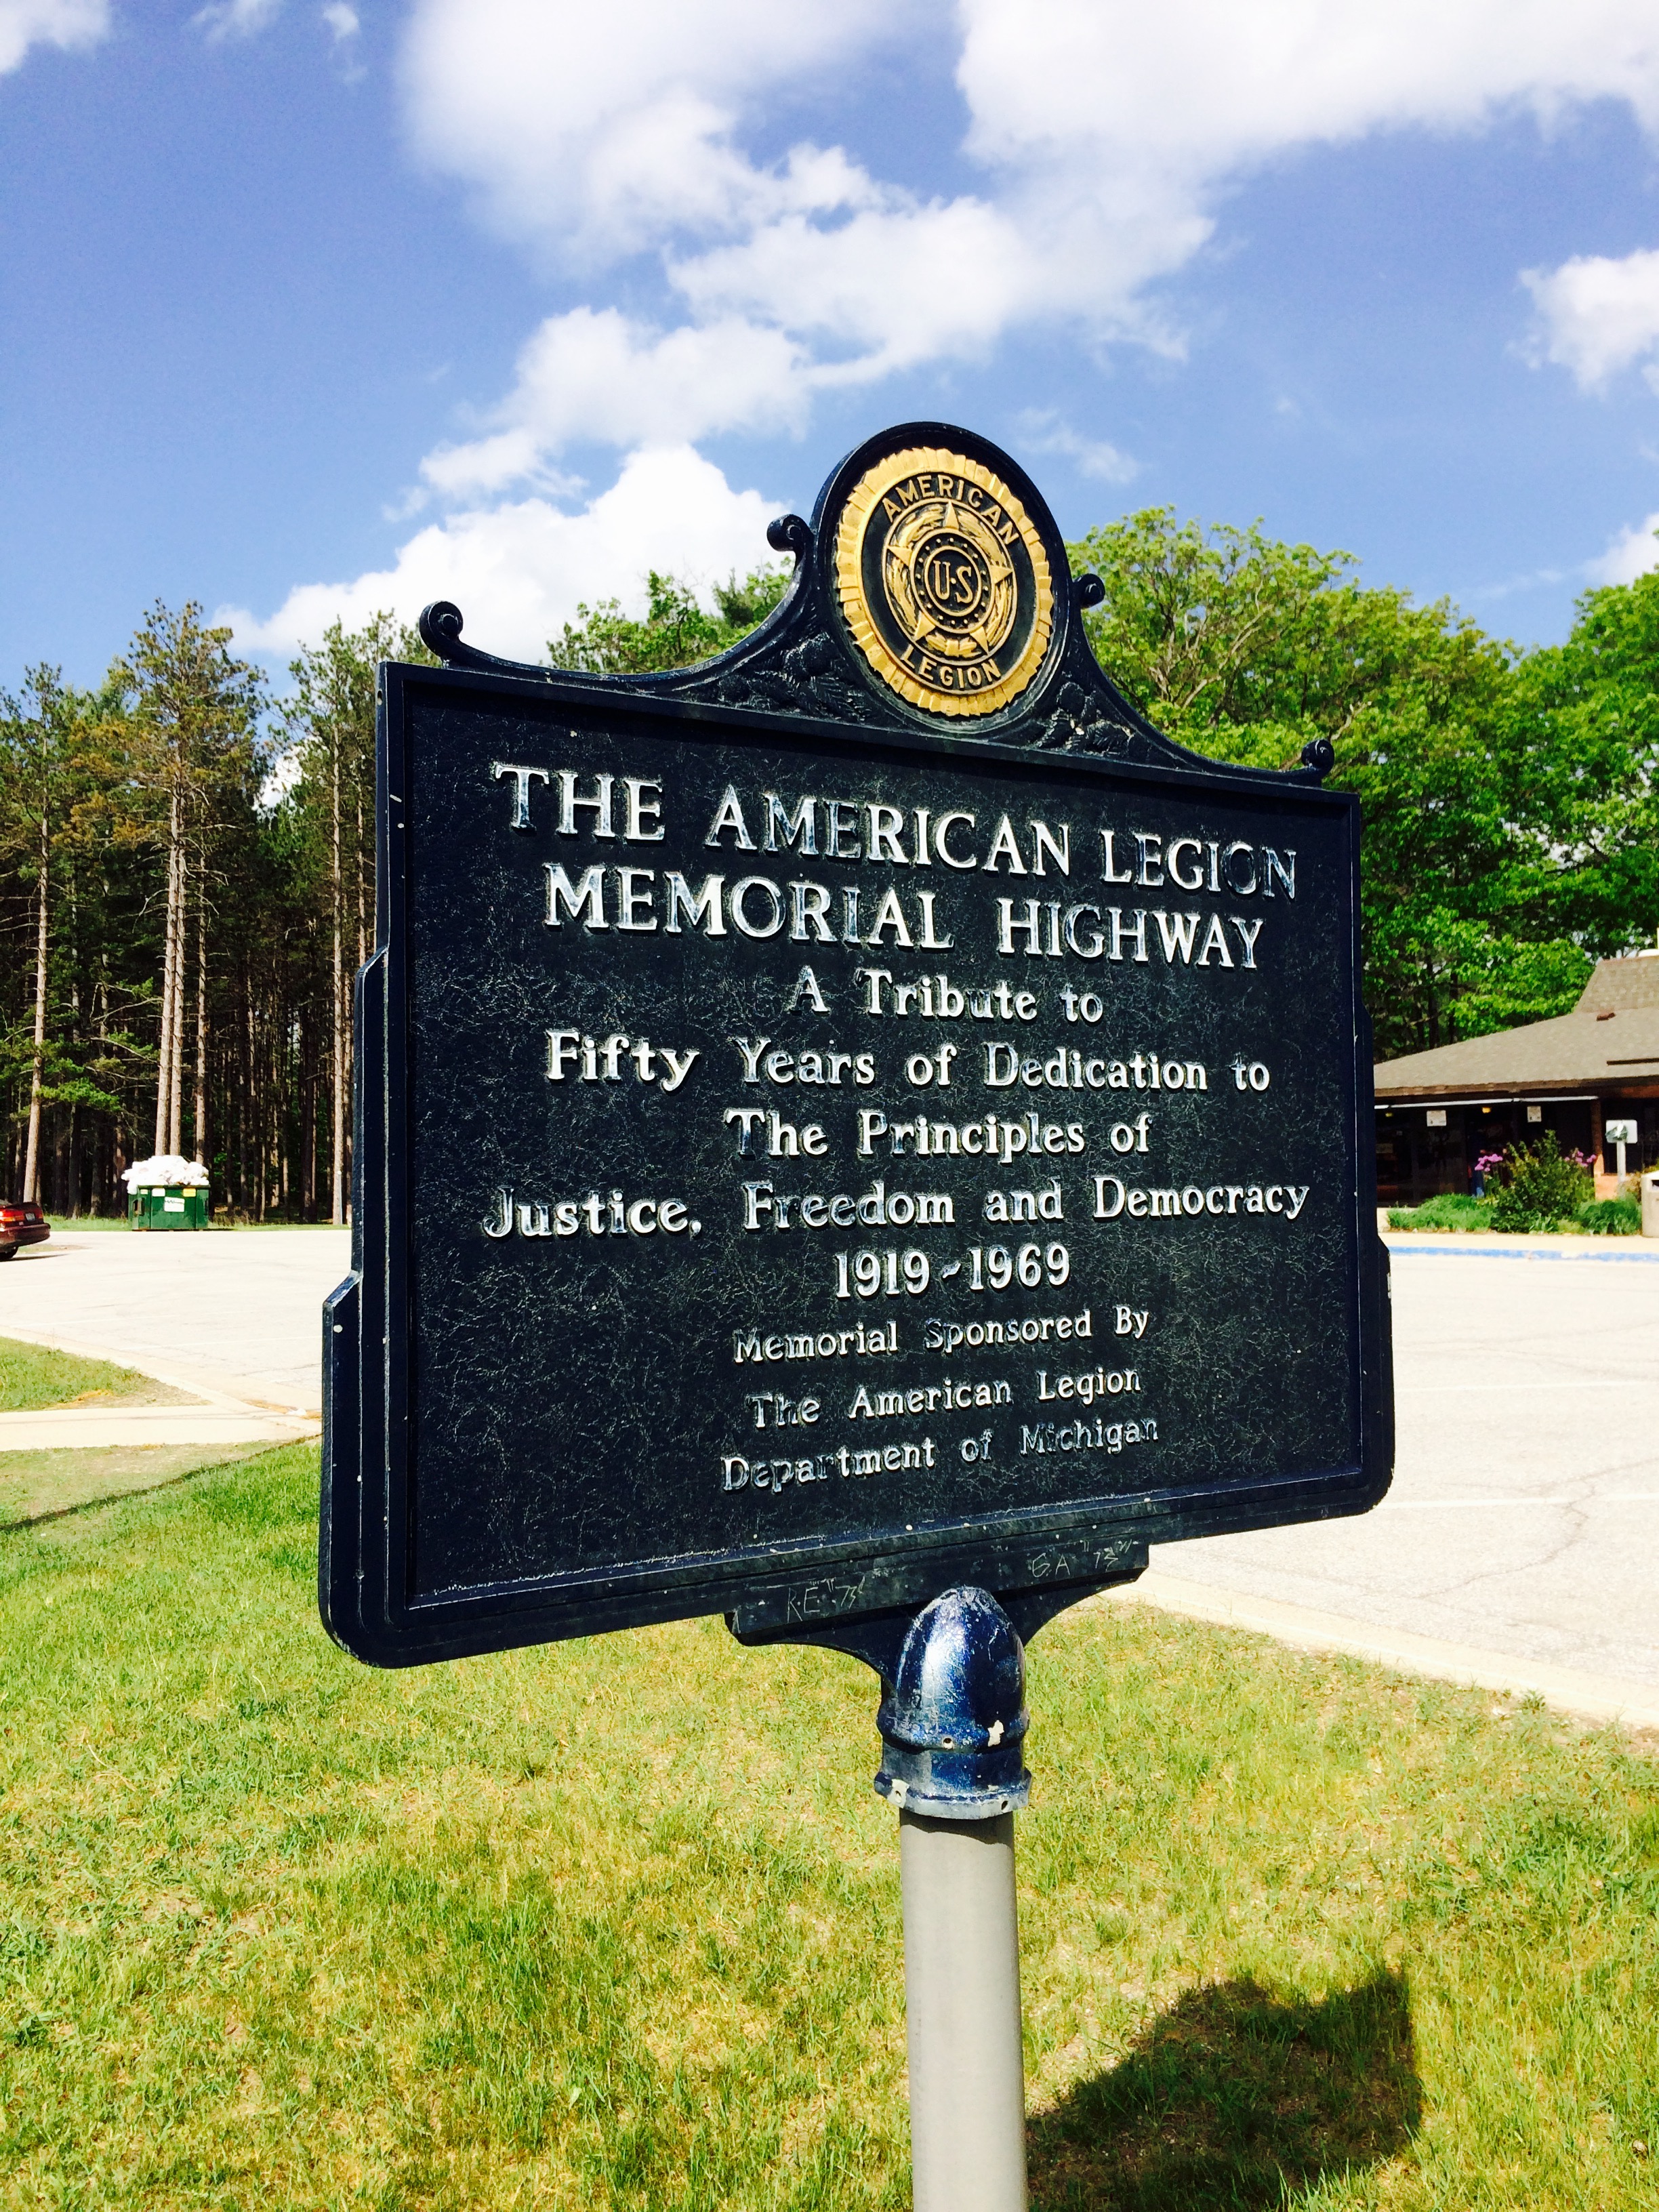 AMERICAN
U.S
LEGION
THE AMERICAN LEGION
MEMORIAL HIGHWAY
A Tribute to
Fifty Years of Dedication to
The Principles of
Justice, Freedom and Democracy
1919-1969
Memorial Sponsored By
The American Legion
Department of Michigan